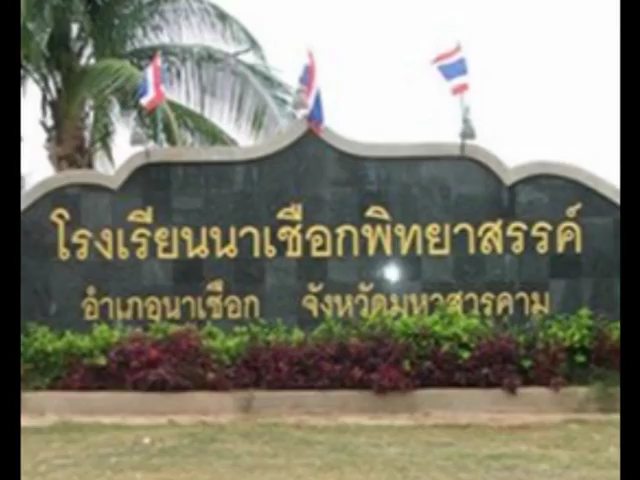 โรงเรียนนาเชือกพิทยาสรรค์
อำเภอนาเชือก จังหวัดมหาสารคาม